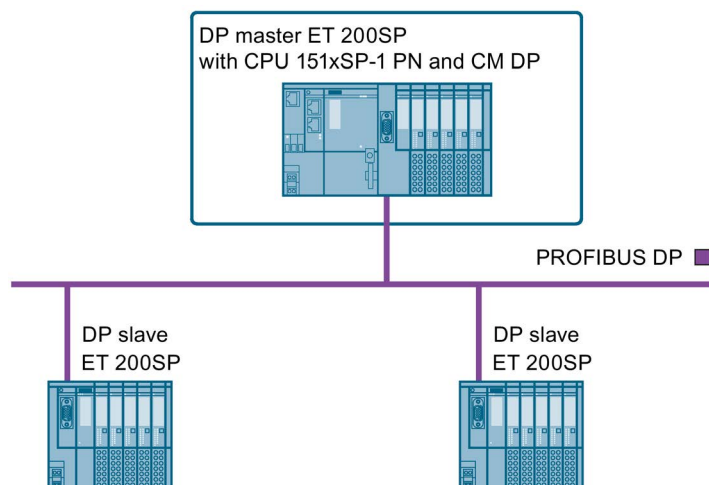 DP master ET 200SP
with CPU 151xSP-1 PN and CM DP
PROFIBUS DP
DP slave
ET 200SP
DP slave
ET 200SP